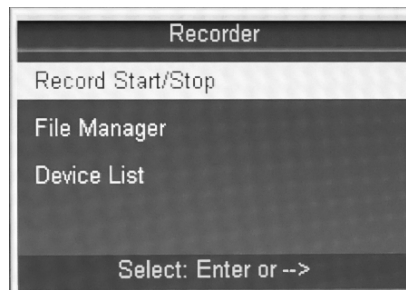 Recorder
Record Start/Stop
File Manager
Device List
Select: Enter or -->